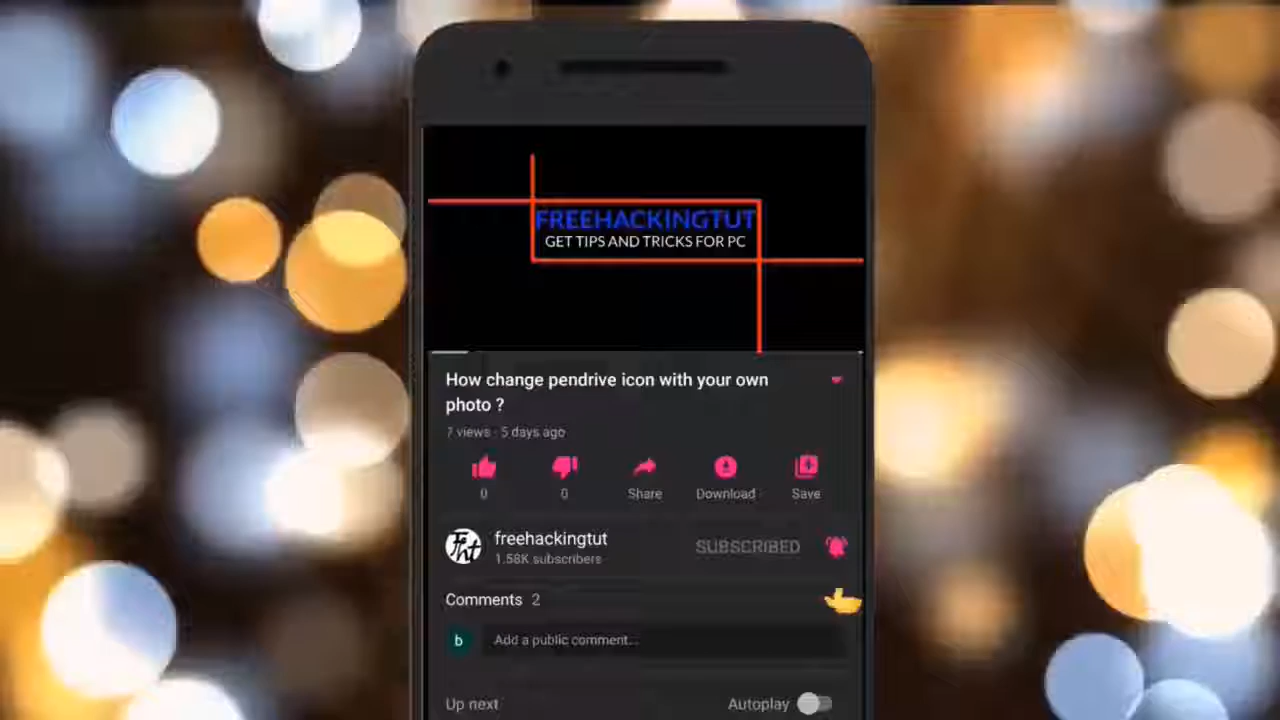 FREEHACKINGTUT
GET TIPS AND TRICKS FOR PC
How change pendrive icon with your own
photo ?
7 views · 5 days ago
0
0
Share
Download
Save
Fht
freehackingtut
1.58K subscribers
SUBSCRIBED
Comments 2
b
Add a public comment...
Up next
Autoplay